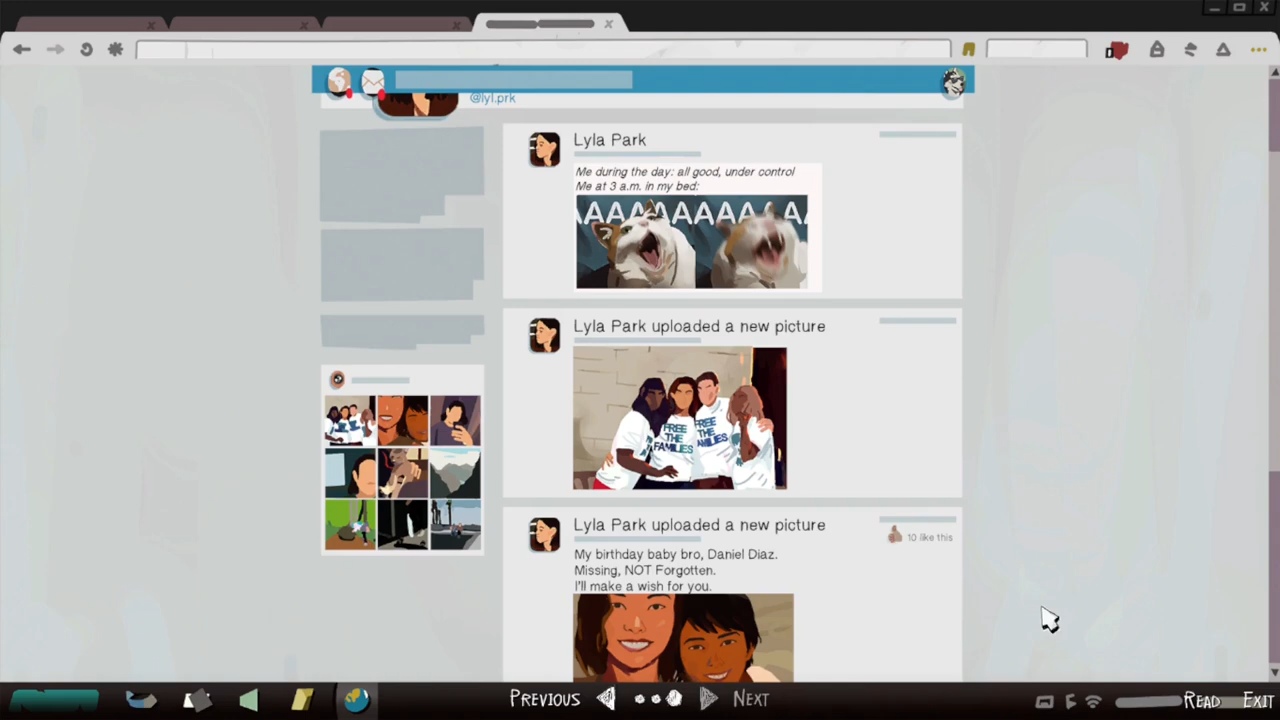 @lyl.prk
Lyla Park
Me during the day: all good, under control
Me at 3 a.m. in my bed:
AAAAAAAAAAA
Lyla Park uploaded a new picture
FREE
THE
FAMILIES
FREE
THE
FAMILIES
Lyla Park uploaded a new picture
10 like this
My birthday baby bro, Daniel Diaz.
Missing, NOT Forgotten.
I'll make a wish for you.
PREVIOUS
NEXT
READ
EXIT